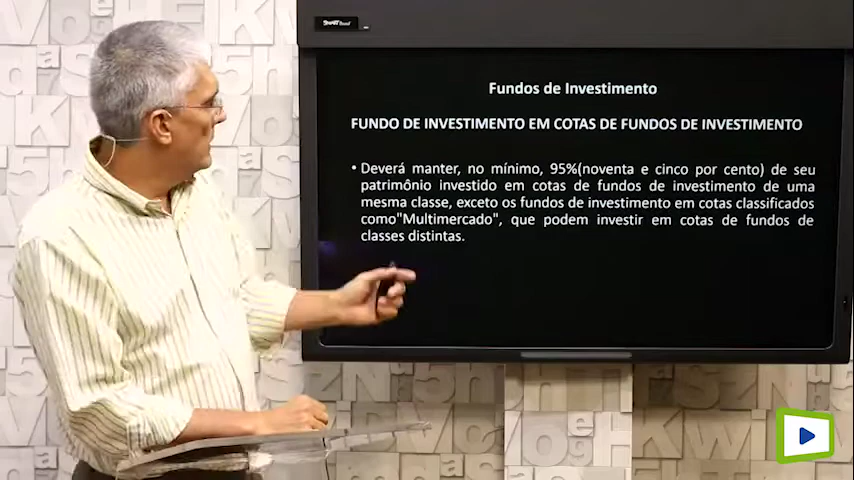 SMART Board
Fundos de Investimento
FUNDO DE INVESTIMENTO EM COTAS DE FUNDOS DE INVESTIMENTO
• Deverá manter, no mínimo, 95%(noventa e cinco por cento) de seu
patrimônio investido em cotas de fundos de investimento de uma
mesma classe, exceto os fundos de investimento em cotas classificados
como"Multimercado", que podem investir em cotas de fundos de
classes distintas.